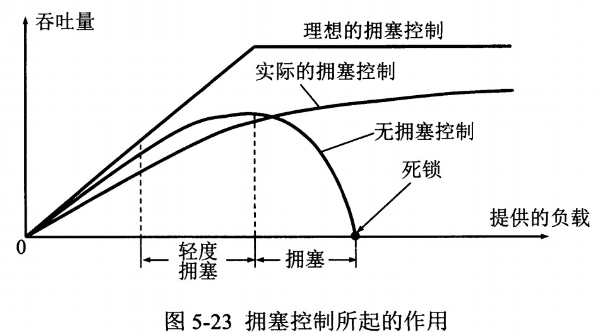 吞吐量
理想的拥塞控制
实际的拥塞控制
无拥塞控制
死锁
提供的负载
0
轻度
拥塞
拥塞
图 5-23 拥塞控制所起的作用